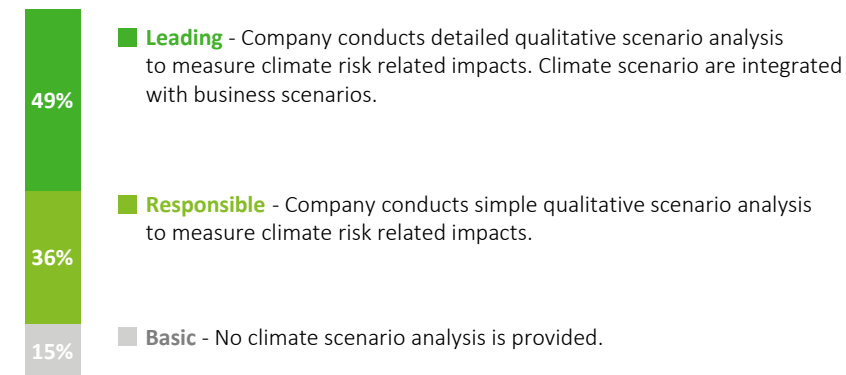 Leading - Company conducts detailed qualitative scenario analysis
to measure climate risk related impacts. Climate scenario are integrated
49%
with business scenarios.
Responsible - Company conducts simple qualitative scenario analysis
to measure climate risk related impacts.
36%
Basic - No climate scenario analysis is provided.
15%